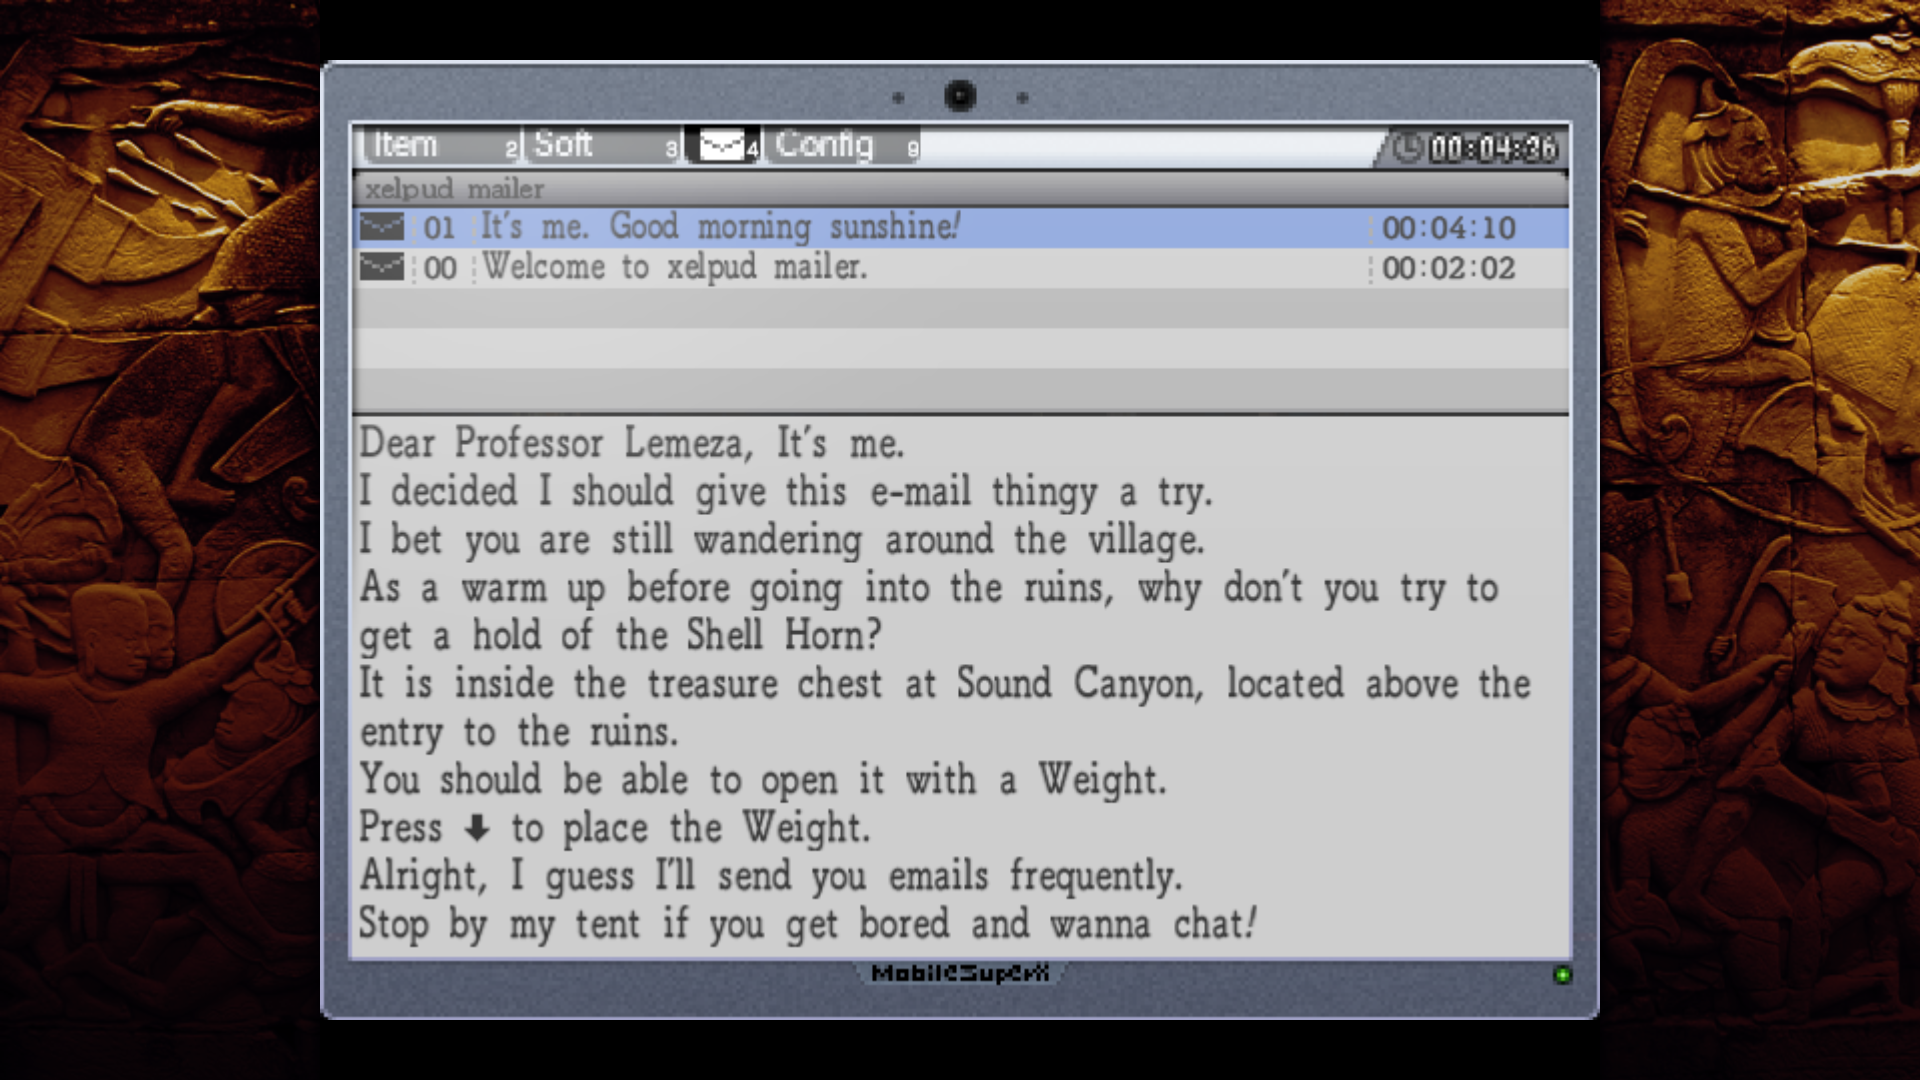 Item 2 Soft 3 4 Config 9 00:04:36
xelpud mailer
01 It's me. Good morning sunshine! 00:04:10
00 Welcome to xelpud mailer. 00:02:02
Dear Professor Lemeza, It's me.
I decided I should give this e-mail thingy a try.
I bet you are still wandering around the village.
As a warm up before going into the ruins, why don't you try to
get a hold of the Shell Horn?
It is inside the treasure chest at Sound Canyon, located above the
entry to the ruins.
You should be able to open it with a Weight.
Press ⬇ to place the Weight.
Alright, I guess I'll send you emails frequently.
Stop by my tent if you get bored and wanna chat!
MobileSuperX